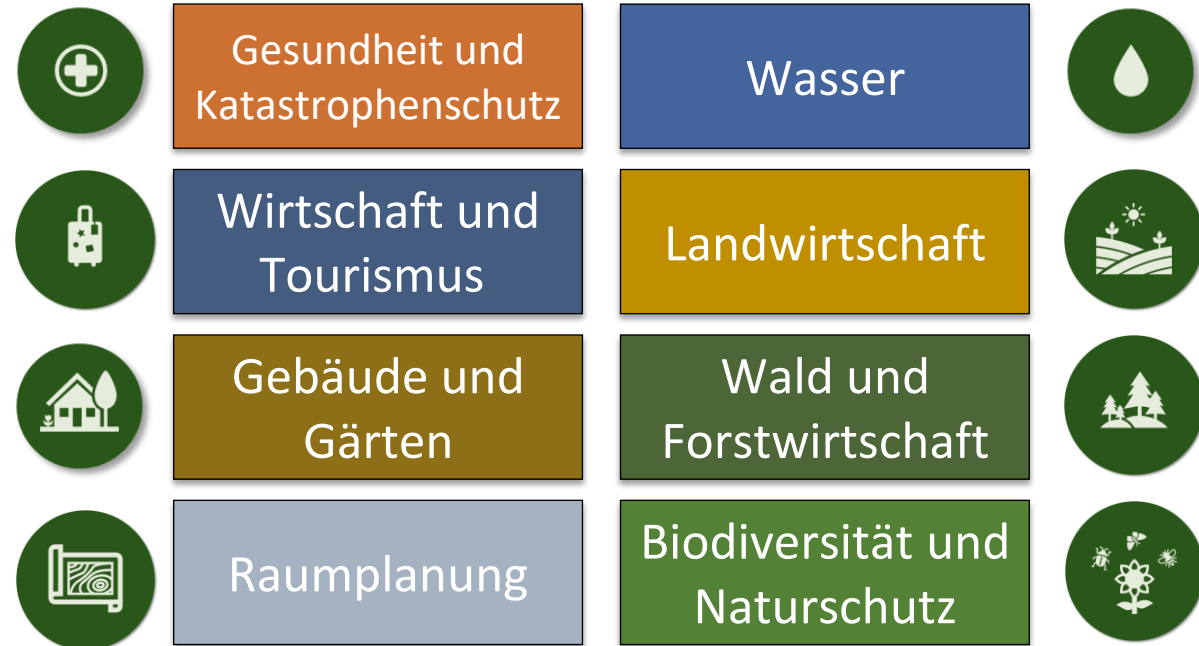 Gesundheit und
Katastrophenschutz
Wasser
Wirtschaft und
Tourismus
Landwirtschaft
Gebäude und
Gärten
Wald und
Forstwirtschaft
Raumplanung
Biodiversität und
Naturschutz